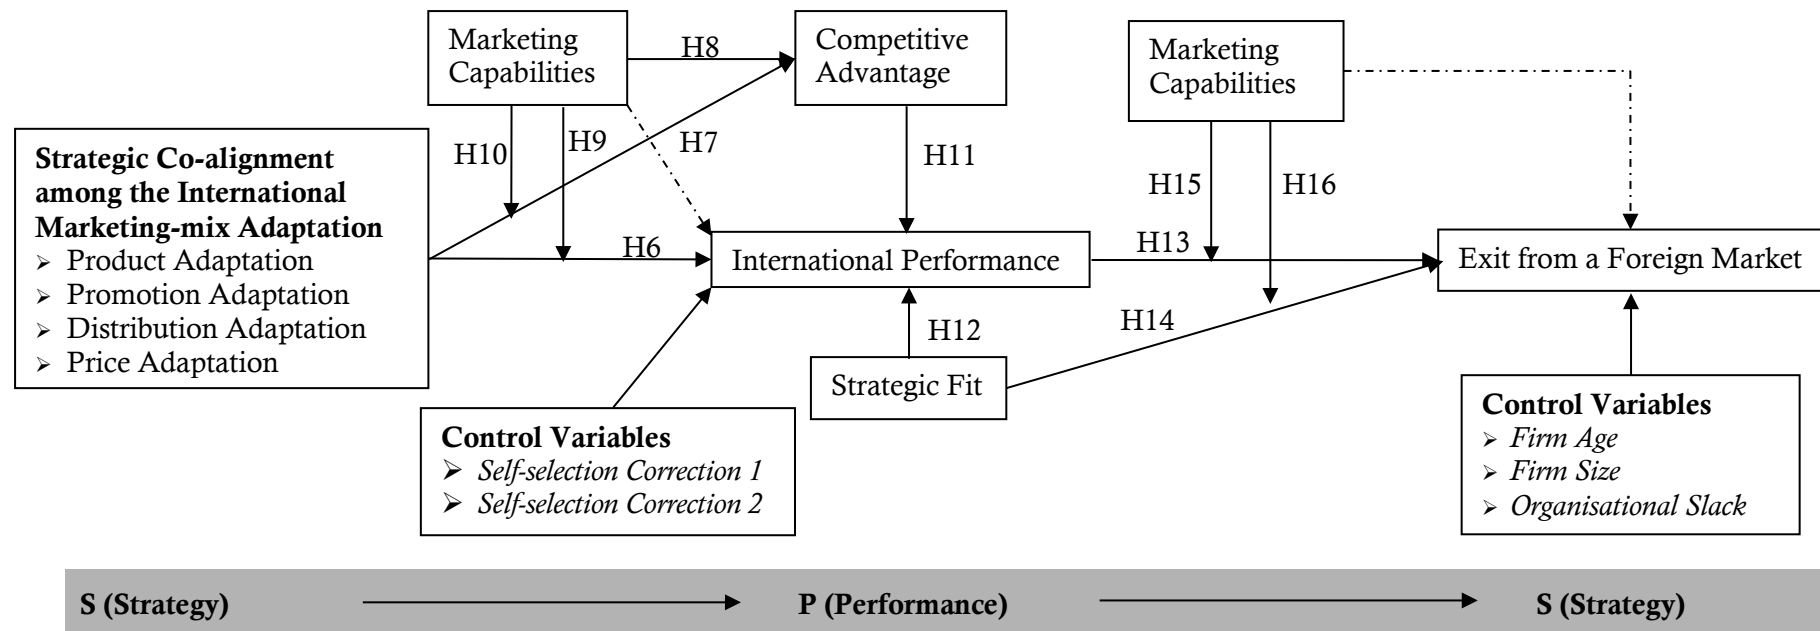 Marketing
Capabilities
H8
Competitive
Advantage
Marketing
Capabilities
H10
H9
H7
H11
H15
H16
Strategic Co-alignment
among the International
Marketing-mix Adaptation
➢ Product Adaptation
➢ Promotion Adaptation
➢ Distribution Adaptation
➢ Price Adaptation
H6
International Performance
H13
Exit from a Foreign Market
H12
H14
Strategic Fit
Control Variables
➢ Self-selection Correction 1
➢ Self-selection Correction 2
Control Variables
➢ Firm Age
➢ Firm Size
➢ Organisational Slack
S (Strategy)
P (Performance)
S (Strategy)